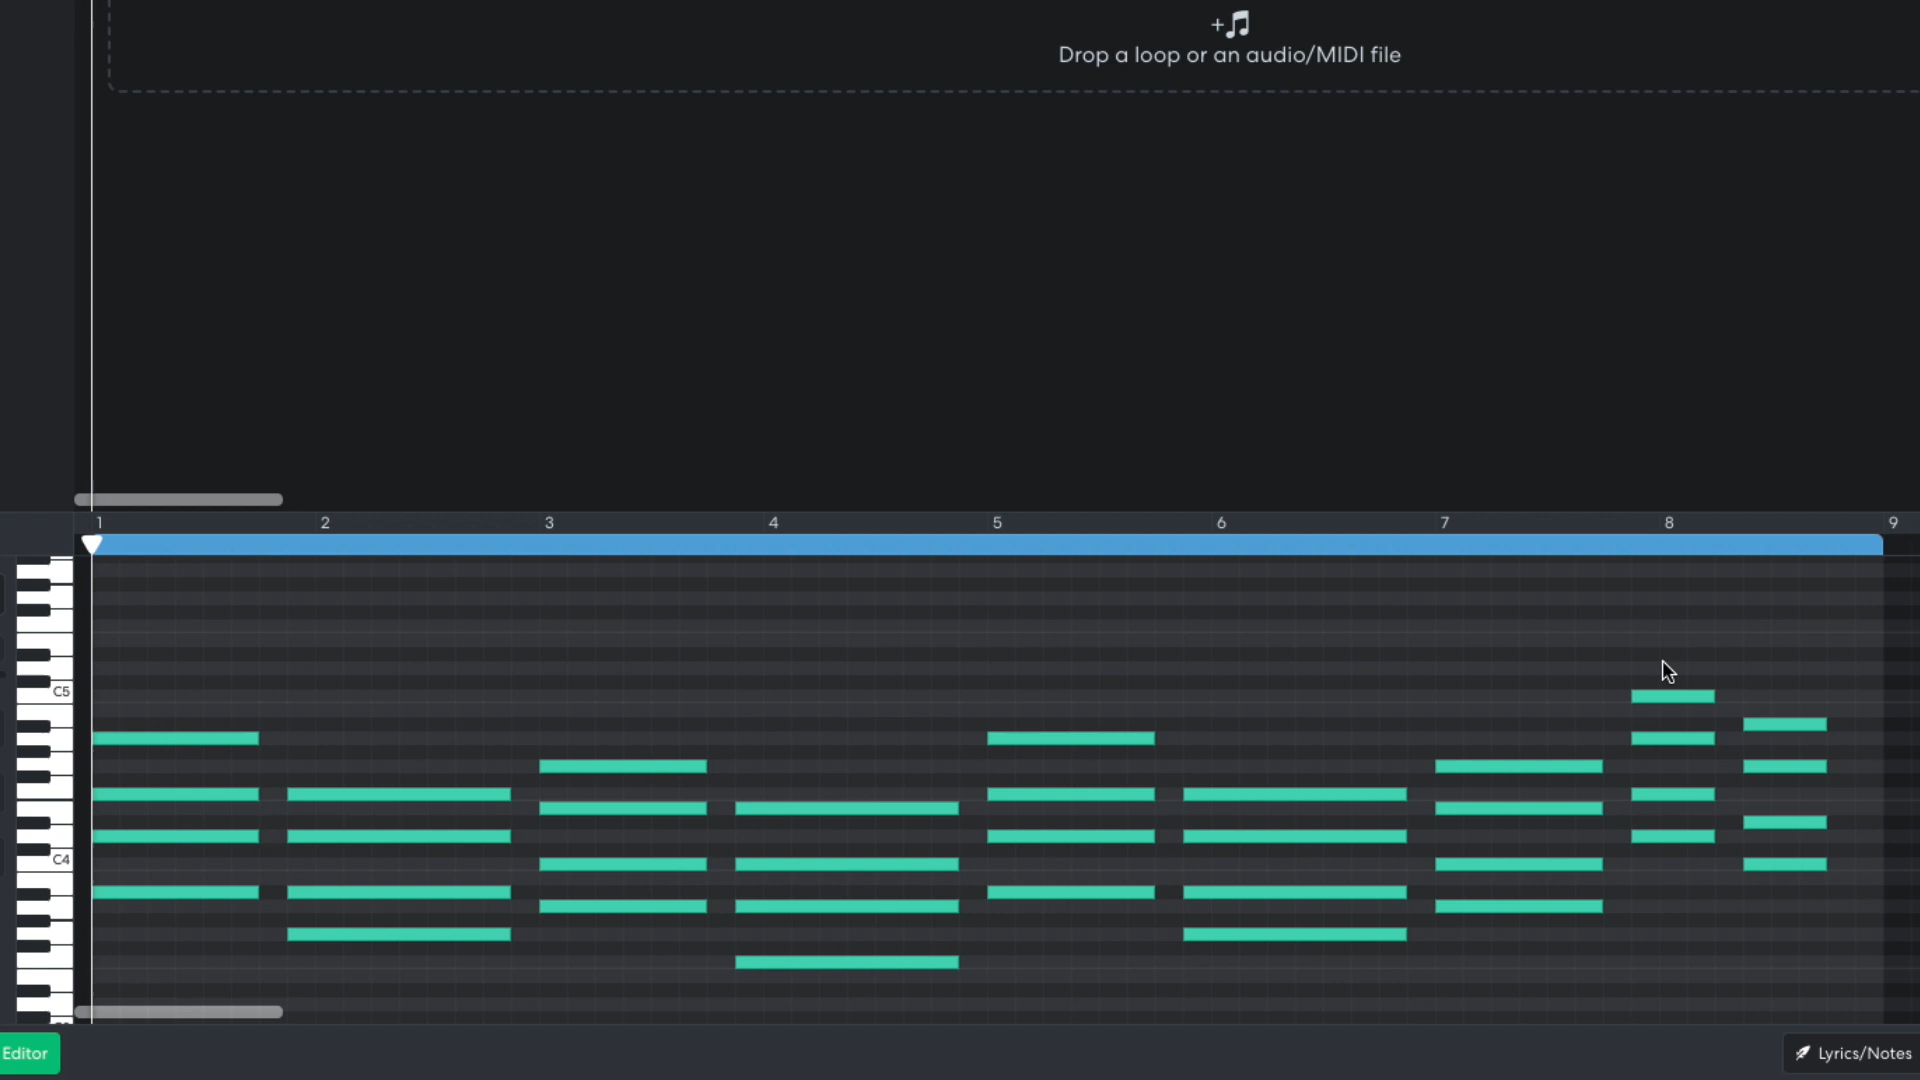 Drop a loop or an audio/MIDI file
1 2 3 4 5 6 7 8 9
C5
C4
Editor
Lyrics/Notes